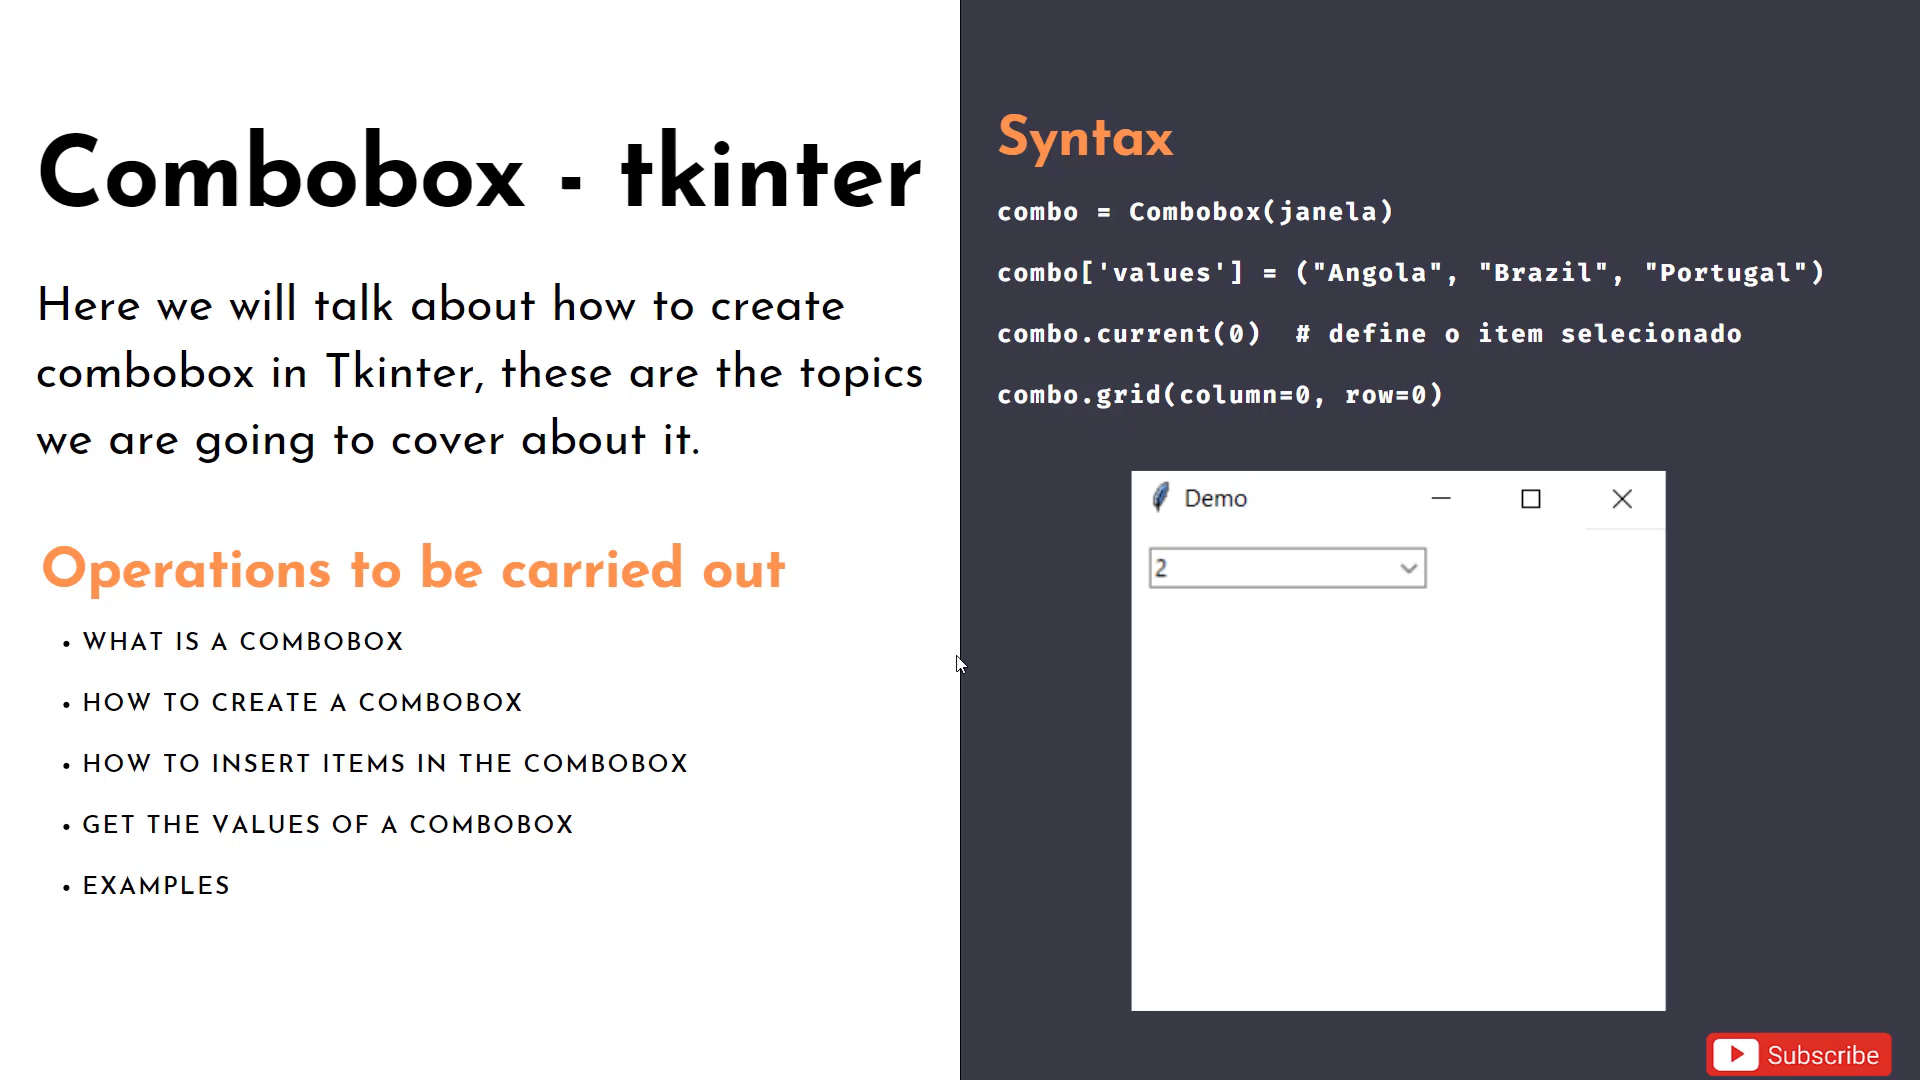 Combobox - tkinter
Here we will talk about how to create
combobox in Tkinter, these are the topics
we are going to cover about it.
Operations to be carried out
• WHAT IS A COMBOBOX
• HOW TO CREATE A COMBOBOX
• HOW TO INSERT ITEMS IN THE COMBOBOX
• GET THE VALUES OF A COMBOBOX
• EXAMPLES
Syntax
combo = Combobox(janela)
combo['values'] = ("Angola", "Brazil", "Portugal")
combo.current(0)  # define o item selecionado
combo.grid(column=0, row=0)
Demo
2
Subscribe